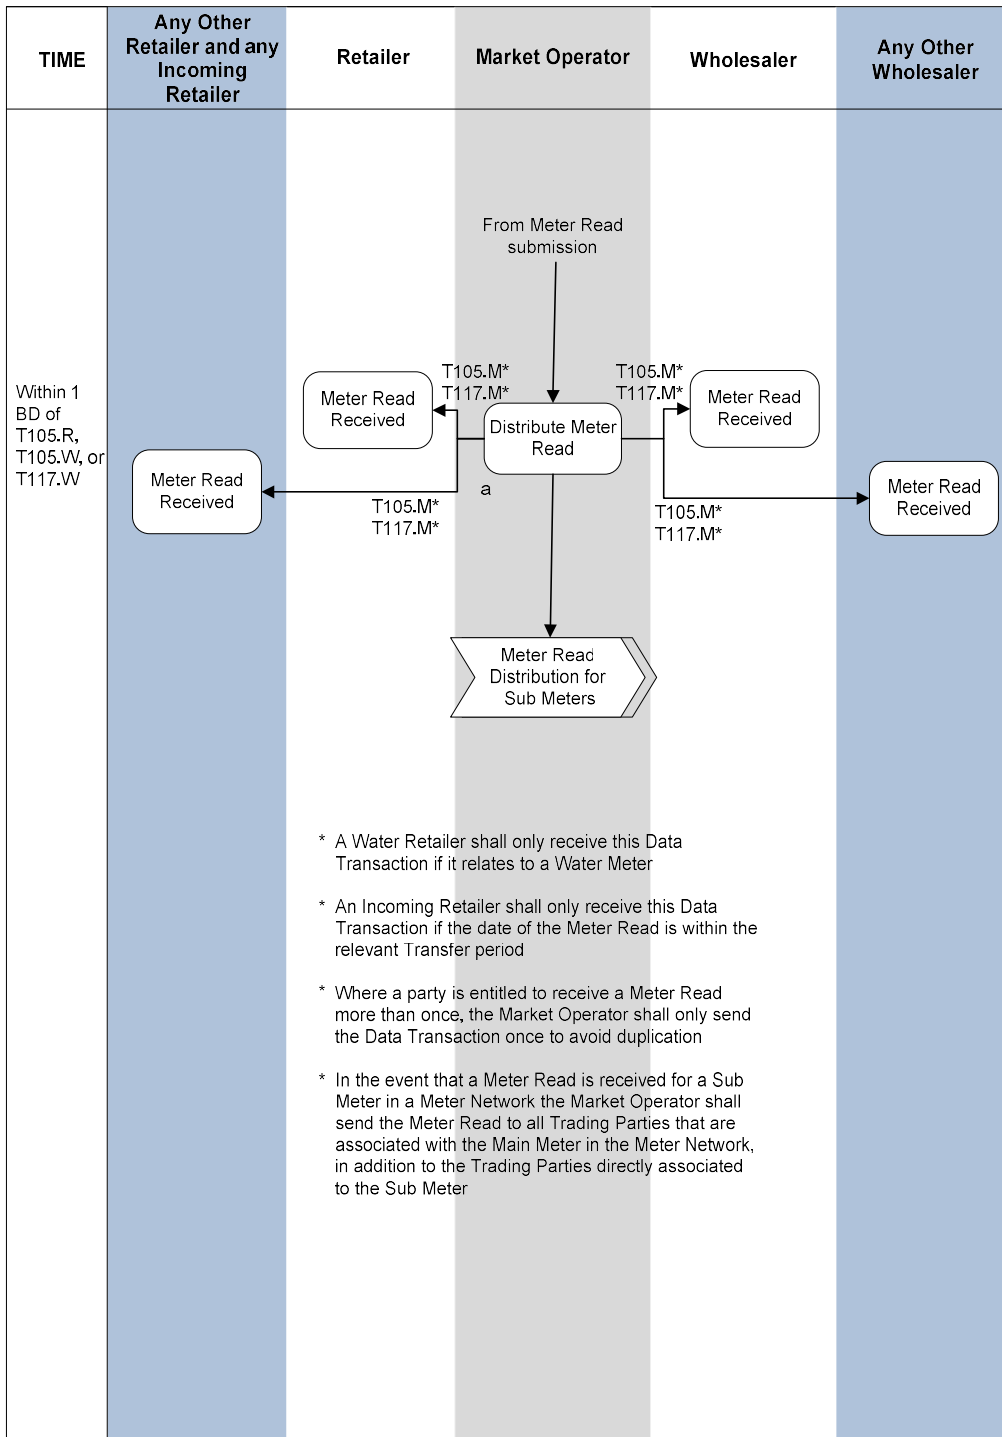 TIME
Any Other
Retailer and any
Incoming
Retailer
Retailer
Market Operator
Wholesaler
Any Other
Wholesaler
From Meter Read
submission
Within 1
BD of
T105.R,
T105.W, or
T117.W
Meter Read
Received
Meter Read
Received
T105.M*
T117.M*
T105.M*
T117.M*
Distribute Meter
Read
a
T105.M*
T117.M*
Meter Read
Received
T105.M*
T117.M*
Meter Read
Received
Meter Read
Distribution for
Sub Meters
* A Water Retailer shall only receive this Data
Transaction if it relates to a Water Meter
* An Incoming Retailer shall only receive this Data
Transaction if the date of the Meter Read is within the
relevant Transfer period
* Where a party is entitled to receive a Meter Read
more than once, the Market Operator shall only send
the Data Transaction once to avoid duplication
* In the event that a Meter Read is received for a Sub
Meter in a Meter Network the Market Operator shall
send the Meter Read to all Trading Parties that are
associated with the Main Meter in the Meter Network,
in addition to the Trading Parties directly associated
to the Sub Meter